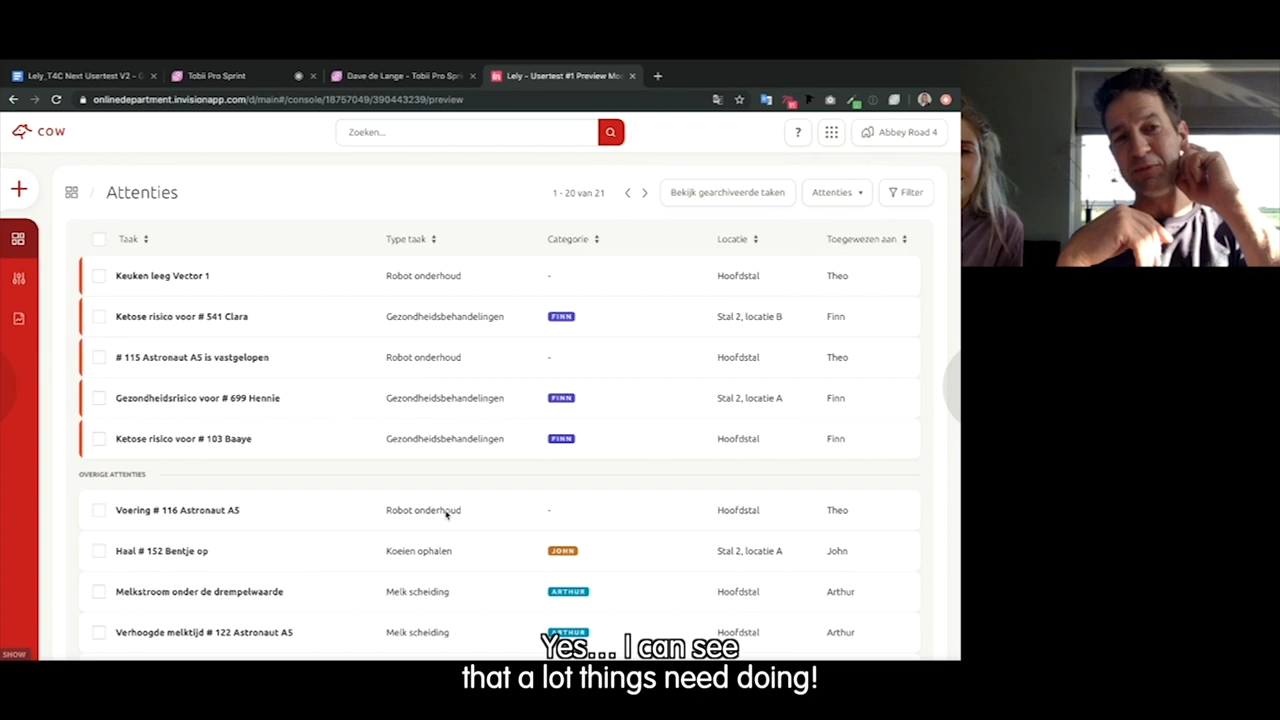 Lely_T4C Next Usertest V2 -
Tobii Pro Sprint
Dave de Lange - Tobii Pro Spri
Lely - Usertest #1 Preview Mo
onlinedepartment.invisionapp.com/d/main#/console/18757049/390443239/preview
COW
Zoeken...
?
Abbey Road 4
/ Attenties
1 - 20 van 21
Bekijk gearchiveerde taken
Attenties
Filter
Taak Type taak Categorie Locatie Toegewezen aan
Keuken leeg Vector 1 Robot onderhoud - Hoofdstal Theo
Ketose risico voor # 541 Clara Gezondheidsbehandelingen FINN Stal 2, locatie B Finn
# 115 Astronaut A5 is vastgelopen Robot onderhoud - Hoofdstal Theo
Gezondheidsrisico voor # 699 Hennie Gezondheidsbehandelingen FINN Stal 2, locatie A Finn
Ketose risico voor # 103 Baaye Gezondheidsbehandelingen FINN Hoofdstal Finn
OVERIGE ATTENTIES
Voering # 116 Astronaut A5 Robot onderhoud - Hoofdstal Theo
Haal # 152 Bentje op Koeien ophalen JOHN Stal 2, locatie A John
Melkstroom onder de drempelwaarde Melk scheiding ARTHUR Hoofdstal Arthur
Verhoogde melktijd # 122 Astronaut A5 Melk scheiding ARTHUR Hoofdstal Arthur
SHOW
Yes... I can see
that a lot things need doing!